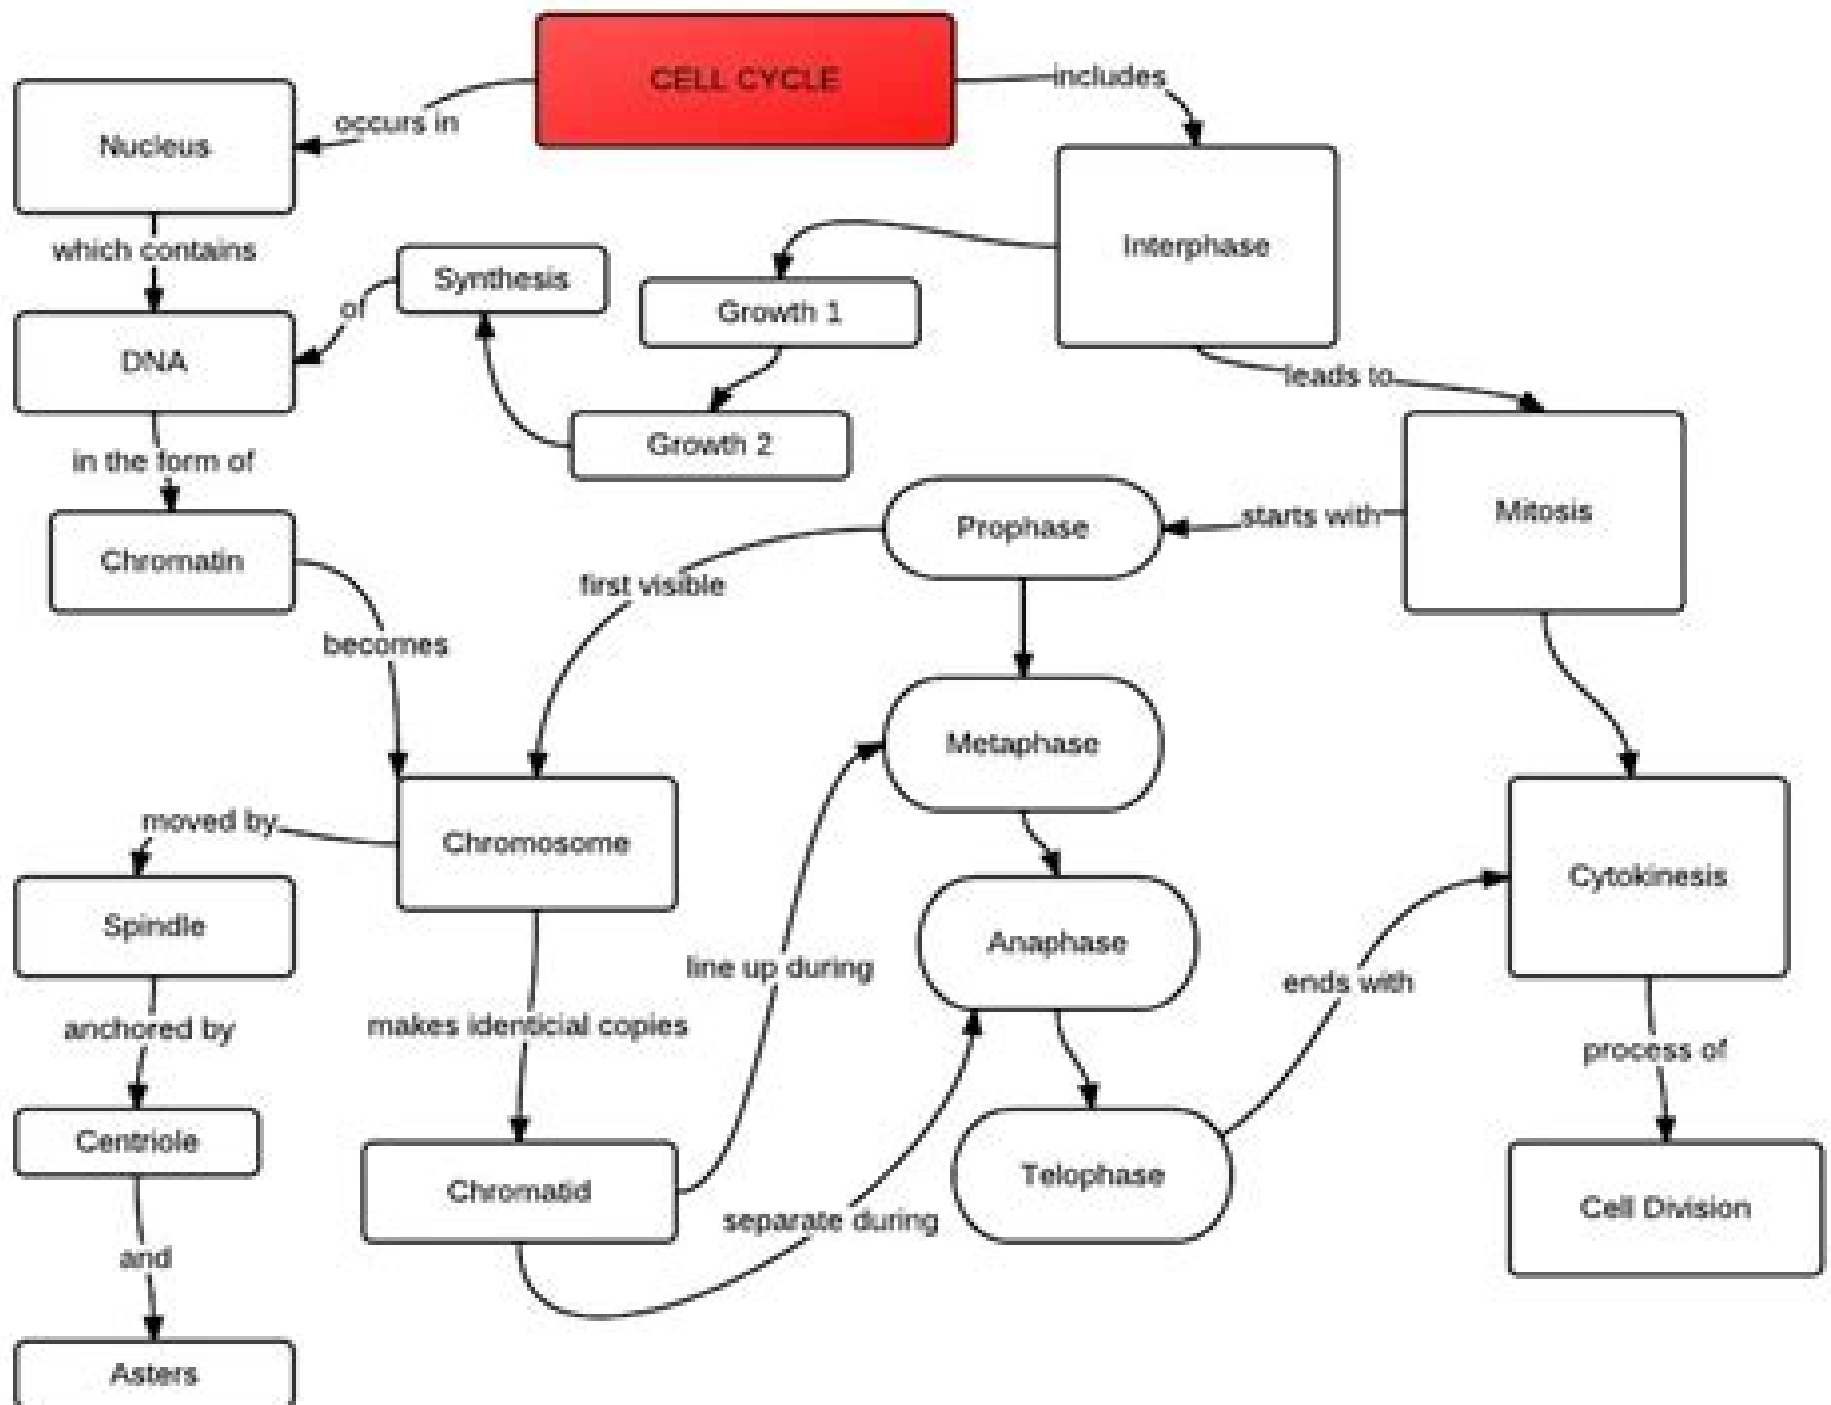 CELL CYCLE
includes
occurs in
Nucleus
which contains
Interphase
Synthesis
of
Growth 1
DNA
leads to
Growth 2
in the form of
Mitosis
starts with
Prophase
Chromatin
first visible
becomes
Metaphase
moved by
Chromosome
Cytokinesis
Spindle
Anaphase
line up during
ends with
anchored by
makes identicial copies
process of
Centriole
Telophase
Chromatid
Cell Division
separate during
and
Asters